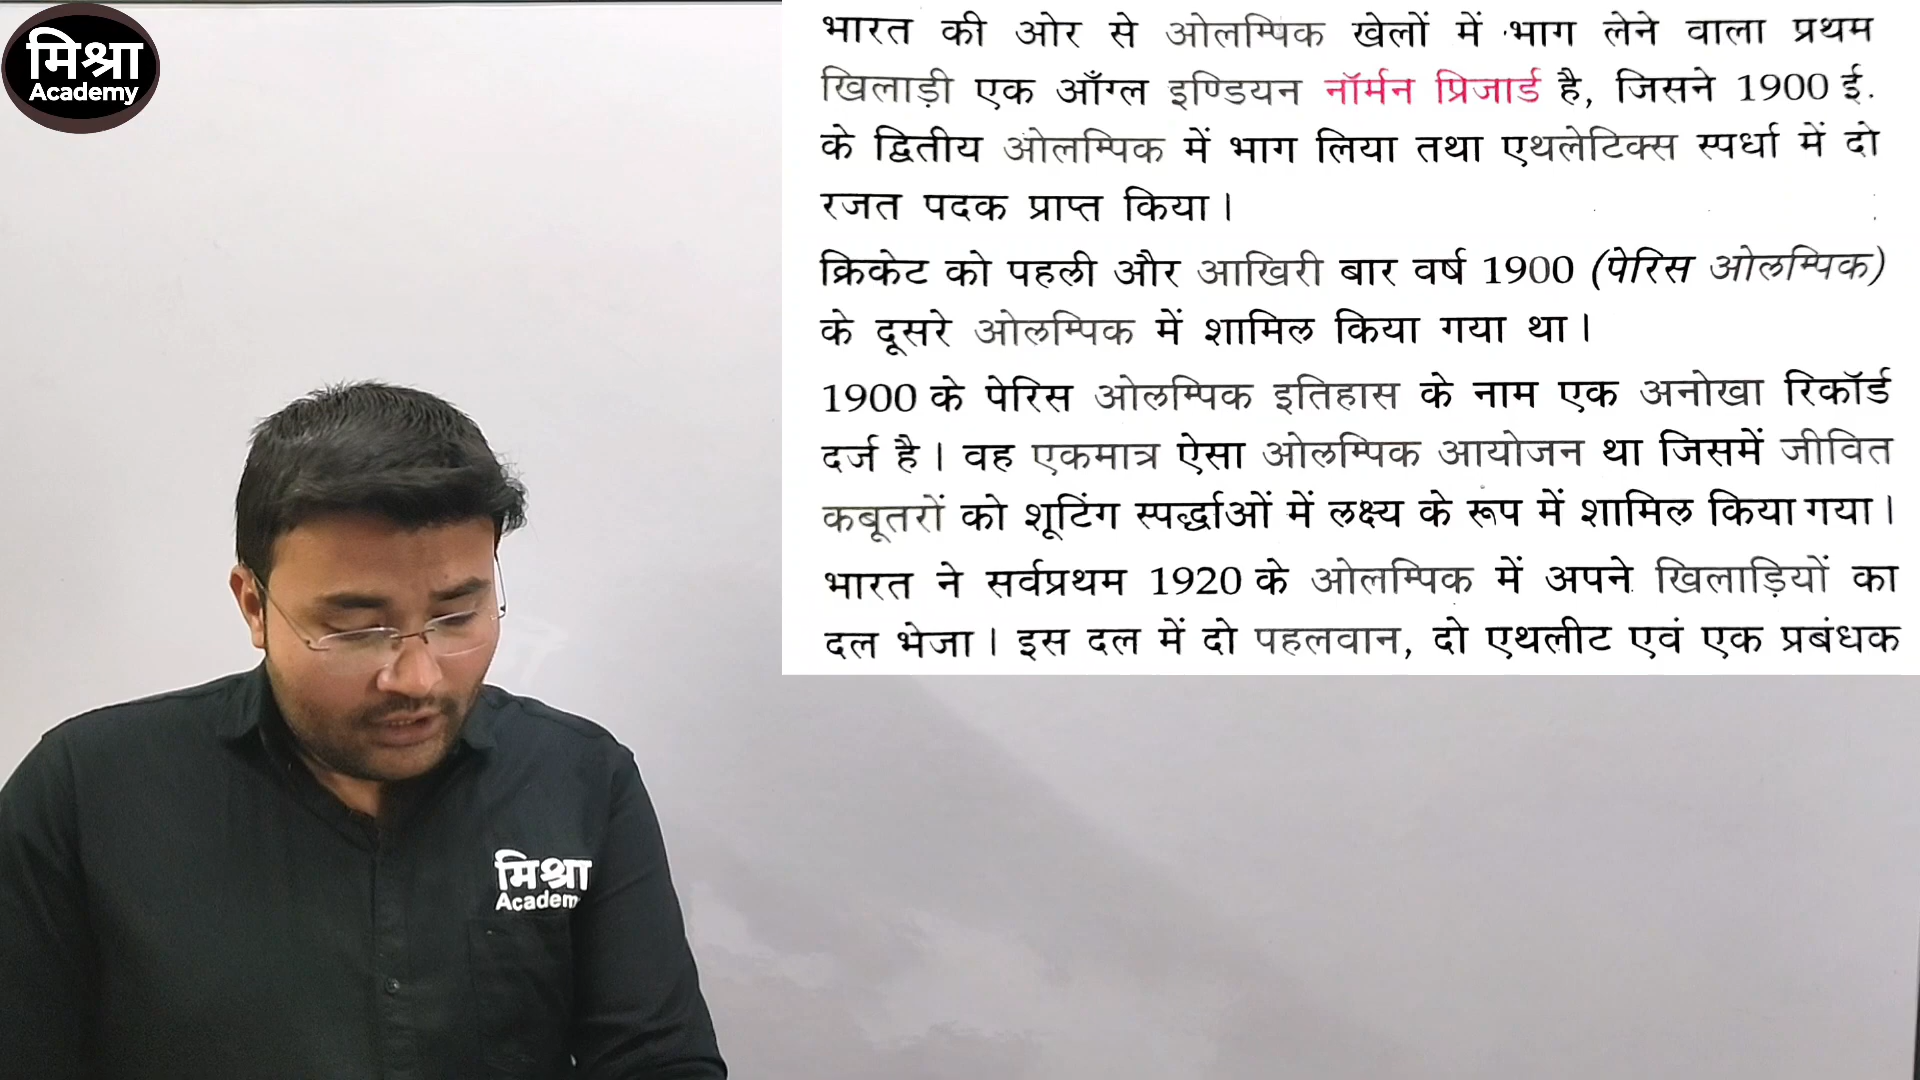 मिश्रा
Academy
भारत की ओर से ओलम्पिक खेलों में भाग लेने वाला प्रथम
खिलाड़ी एक आँग्ल इण्डियन नॉर्मन प्रिजार्ड है, जिसने 1900 ई.
के द्वितीय ओलम्पिक में भाग लिया तथा एथलेटिक्स स्पर्धा में दो
रजत पदक प्राप्त किया।
क्रिकेट को पहली और आखिरी बार वर्ष 1900 (पेरिस ओलम्पिक)
के दूसरे ओलम्पिक में शामिल किया गया था।
1900 के पेरिस ओलम्पिक इतिहास के नाम एक अनोखा रिकॉर्ड
दर्ज है। वह एकमात्र ऐसा ओलम्पिक आयोजन था जिसमें जीवित
कबूतरों को शूटिंग स्पर्द्धाओं में लक्ष्य के रूप में शामिल किया गया।
भारत ने सर्वप्रथम 1920 के ओलम्पिक में अपने खिलाड़ियों का
दल भेजा। इस दल में दो पहलवान, दो एथलीट एवं एक प्रबंधक
मिश्रा
Academ